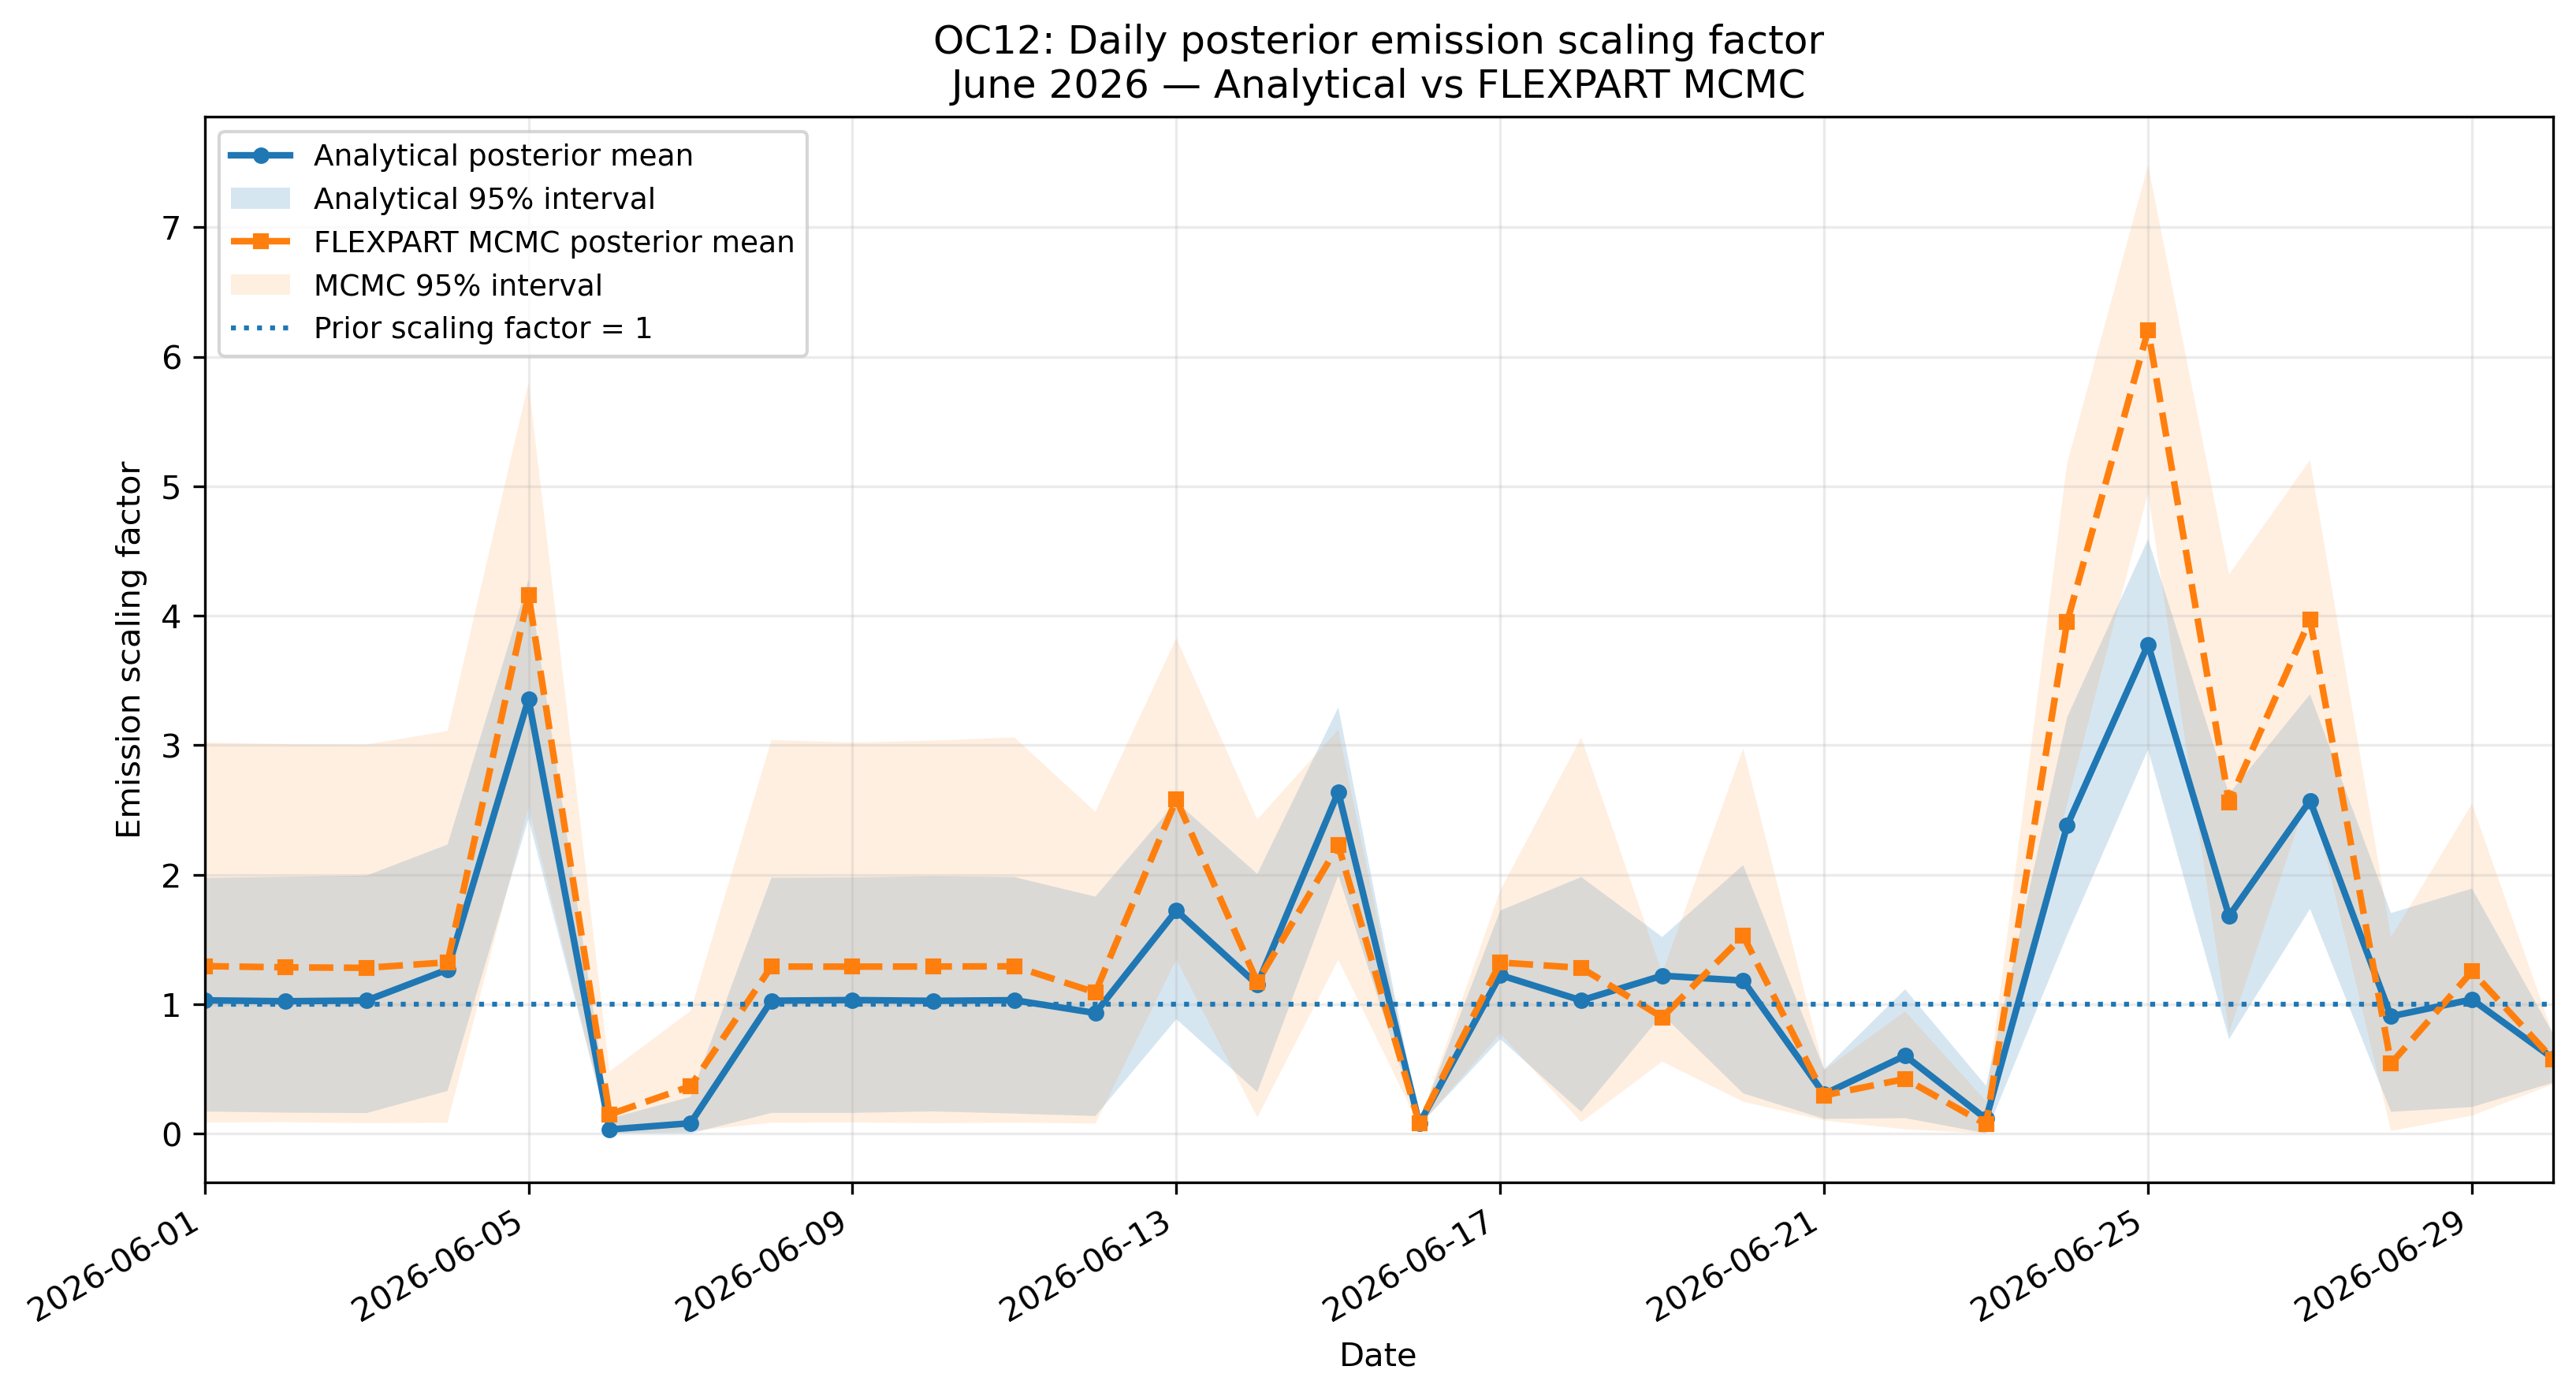 OC12: Daily posterior emission scaling factor
June 2026 — Analytical vs FLEXPART MCMC
Analytical posterior mean
Analytical 95% interval
FLEXPART MCMC posterior mean
MCMC 95% interval
Prior scaling factor = 1
Emission scaling factor
7
6
5
4
3
2
1
0
2026-06-01
2026-06-05
2026-06-09
2026-06-13
2026-06-17
2026-06-21
2026-06-25
2026-06-29
Date